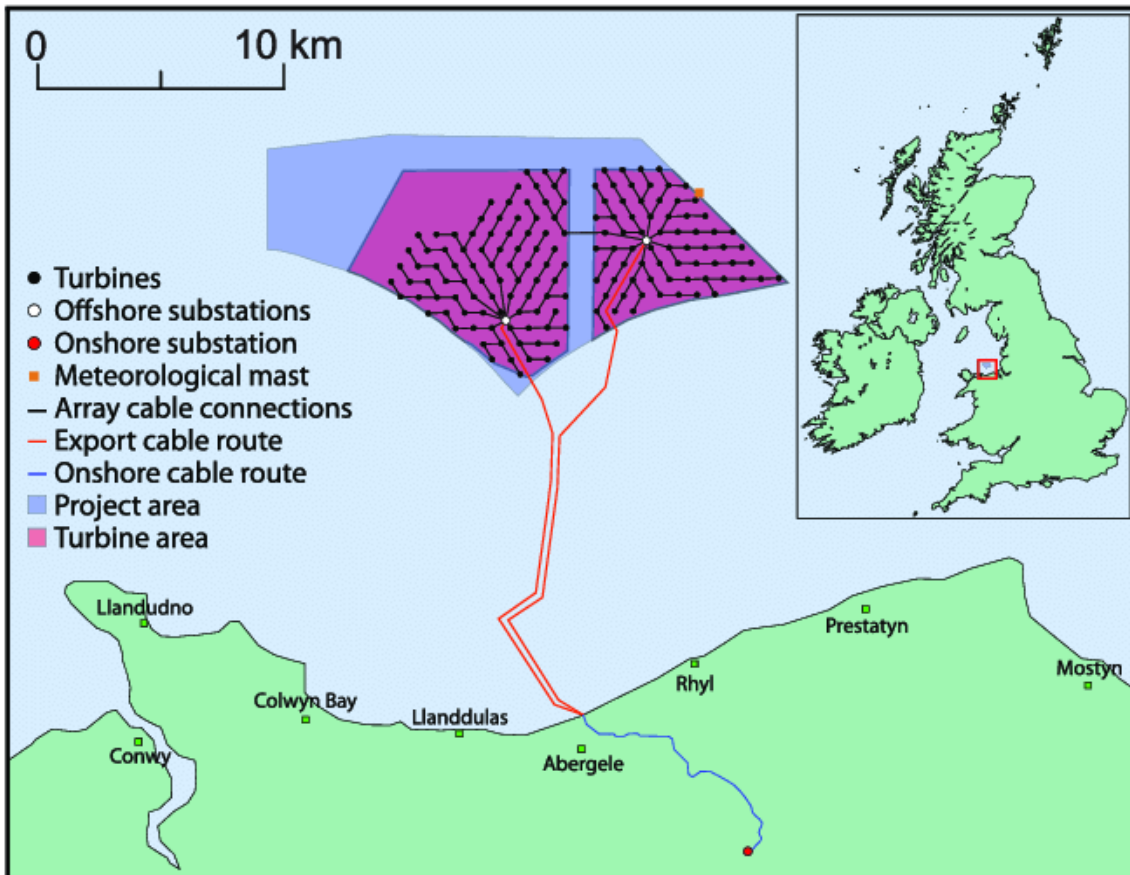 0
10 km
Turbines
Offshore substations
Onshore substation
Meteorological mast
Array cable connections
Export cable route
Onshore cable route
Project area
Turbine area
Llandudno
Prestatyn
Mostyn
Rhyl
Colwyn Bay
Llanddulas
Conwy
Abergele